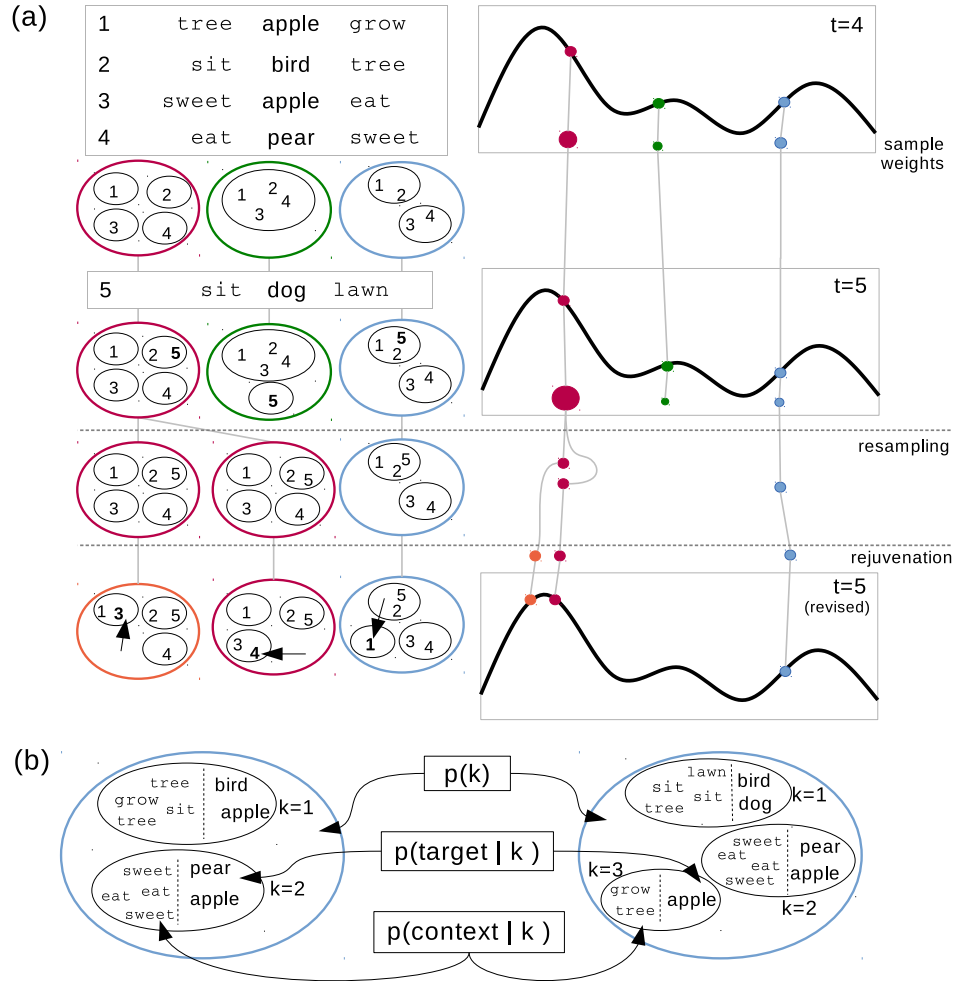 (a)
1 tree apple grow
2 sit bird tree
3 sweet apple eat
4 eat pear sweet
t=4
sample
weights
1 2 3 4
1 2 3 4
1 2 3 4
5 sit dog lawn
t=5
1 2 5 3 4
1 2 3 4 5
1 5 2 3 4
resampling
1 2 5 3 4
1 2 5 3 4
1 5 2 3 4
rejuvenation
t=5
(revised)
1 3 2 5 4
1 2 5 3 4
5 2 1 3 4
(b)
p(k)
p(target | k )
p(context | k )
tree bird
grow sit apple k=1
tree
sweet pear
eat eat apple k=2
sweet
lawn bird
sit sit dog k=1
tree
sweet pear
eat eat apple
sweet k=2
k=3
grow apple
tree